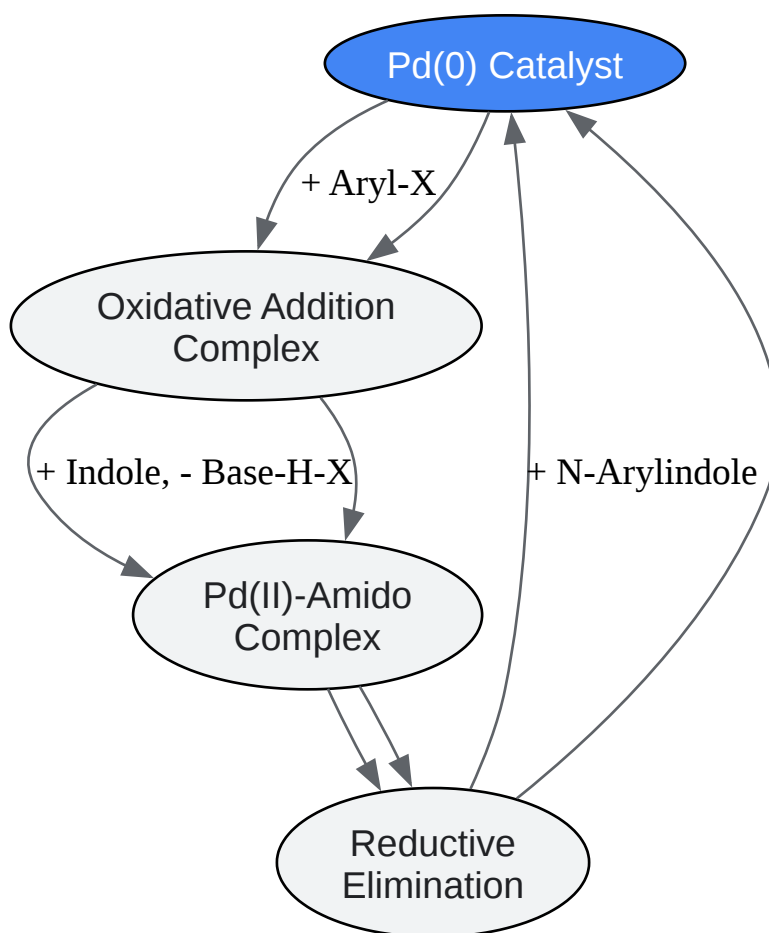 Pd(0) Catalyst
+ Aryl-X
Oxidative Addition
Complex
+ Indole, - Base-H-X
+ N-Arylindole
Pd(II)-Amido
Complex
Reductive
Elimination